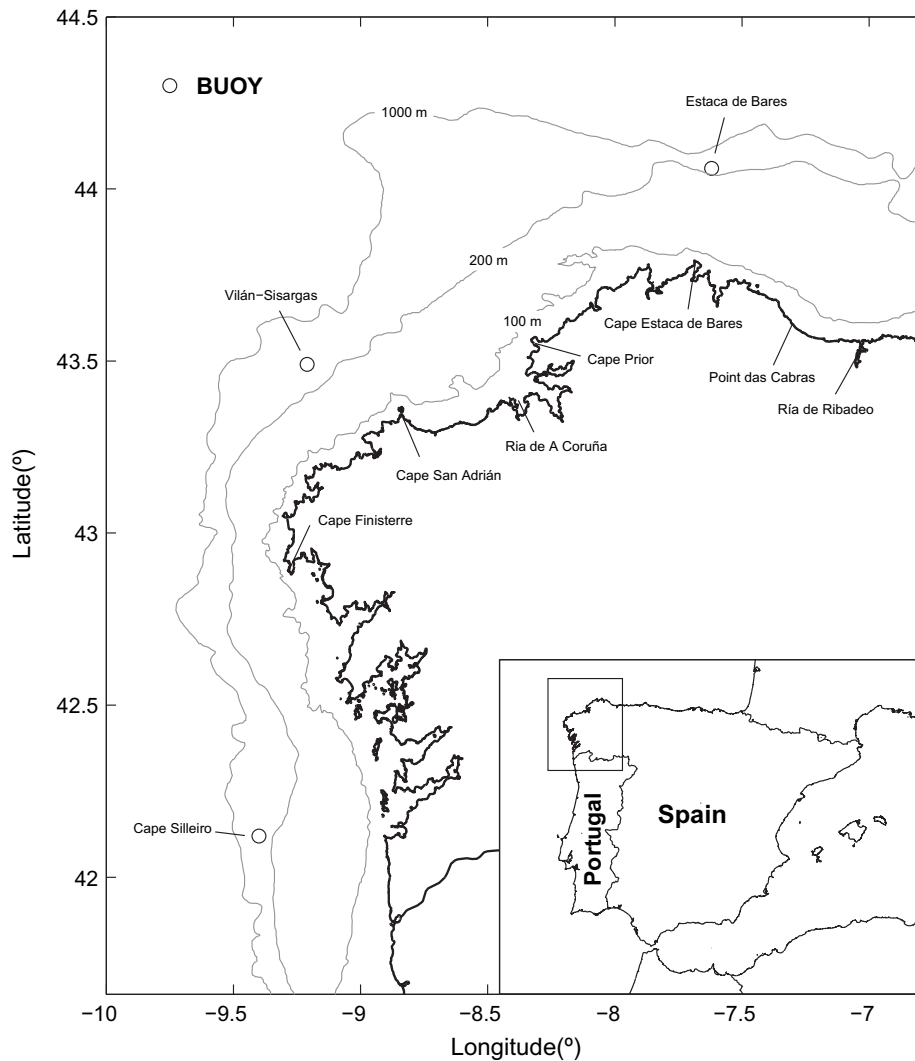 44.5
BUOY
Estaca de Bares
1000 m
44
200 m
Vilán−Sisargas
Cape Estaca de Bares
100 m
43.5
Cape Prior
Point das Cabras
Ría de Ribadeo
Ria de A Coruña
Cape San Adrián
Latitude(º)
43
Cape Finisterre
42.5
Cape Silleiro
Portugal
Spain
42
−10
−9.5
−9
−8.5
−8
−7.5
−7
Longitude(º)